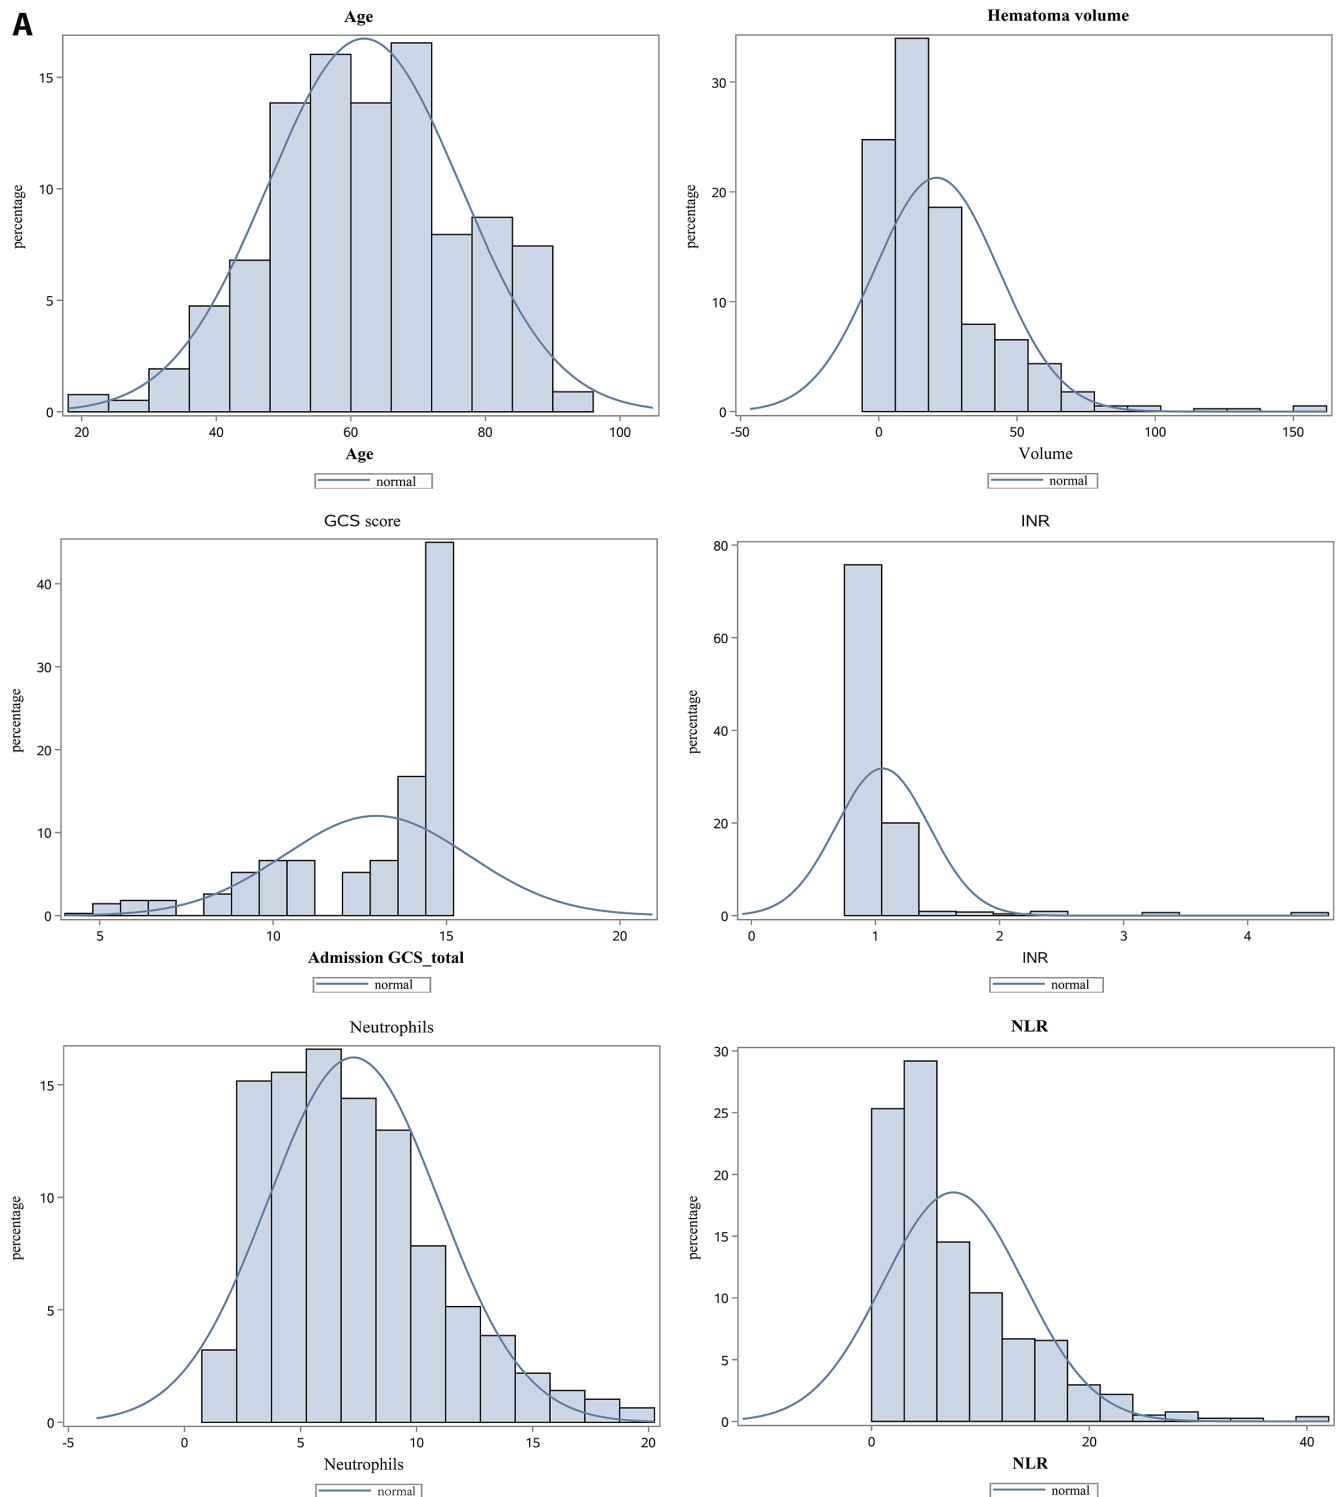 A
Age
percentage
15
10
5
0
20 40 60 80 100
Age
normal
Hematoma volume
percentage
30
20
10
0
-50 0 50 100 150
Volume
normal
GCS score
percentage
40
30
20
10
0
5 10 15 20
Admission GCS_total
normal
INR
percentage
80
60
40
20
0
0 1 2 3 4
INR
normal
Neutrophils
percentage
15
10
5
0
-5 0 5 10 15 20
Neutrophils
normal
NLR
percentage
30
25
20
15
10
5
0
0 20 40
NLR
normal